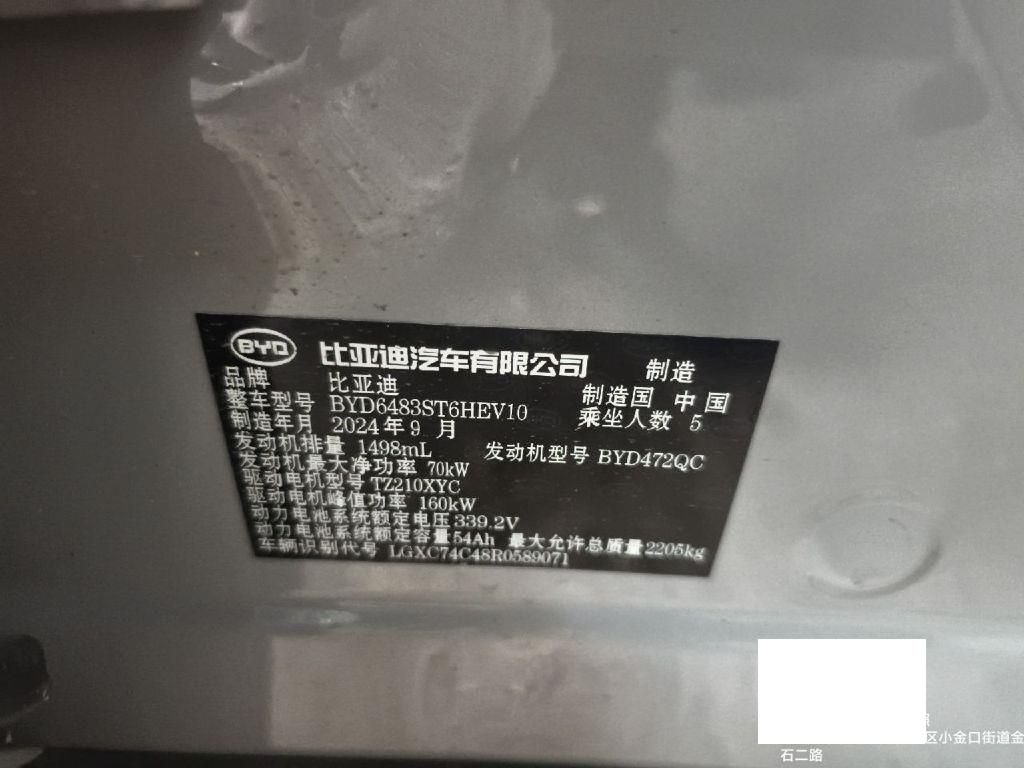 BYD 比亚迪汽车有限公司 制造
品牌 比亚迪 制造国 中国
整车型号 BYD6483ST6HEV10 乘坐人数 5
制造年月 2024年9月
发动机排量 1498mL 发动机型号 BYD472QC
发动机最大净功率 70kW
驱动电机型号 TZ210XYC
驱动电机峰值功率 160kW
动力电池系统额定电压 339.2V
动力电池系统额定容量 54Ah 最大允许总质量 2205kg
车辆识别代号 LGXC74C48R0589071
区小金口街道金
石二路